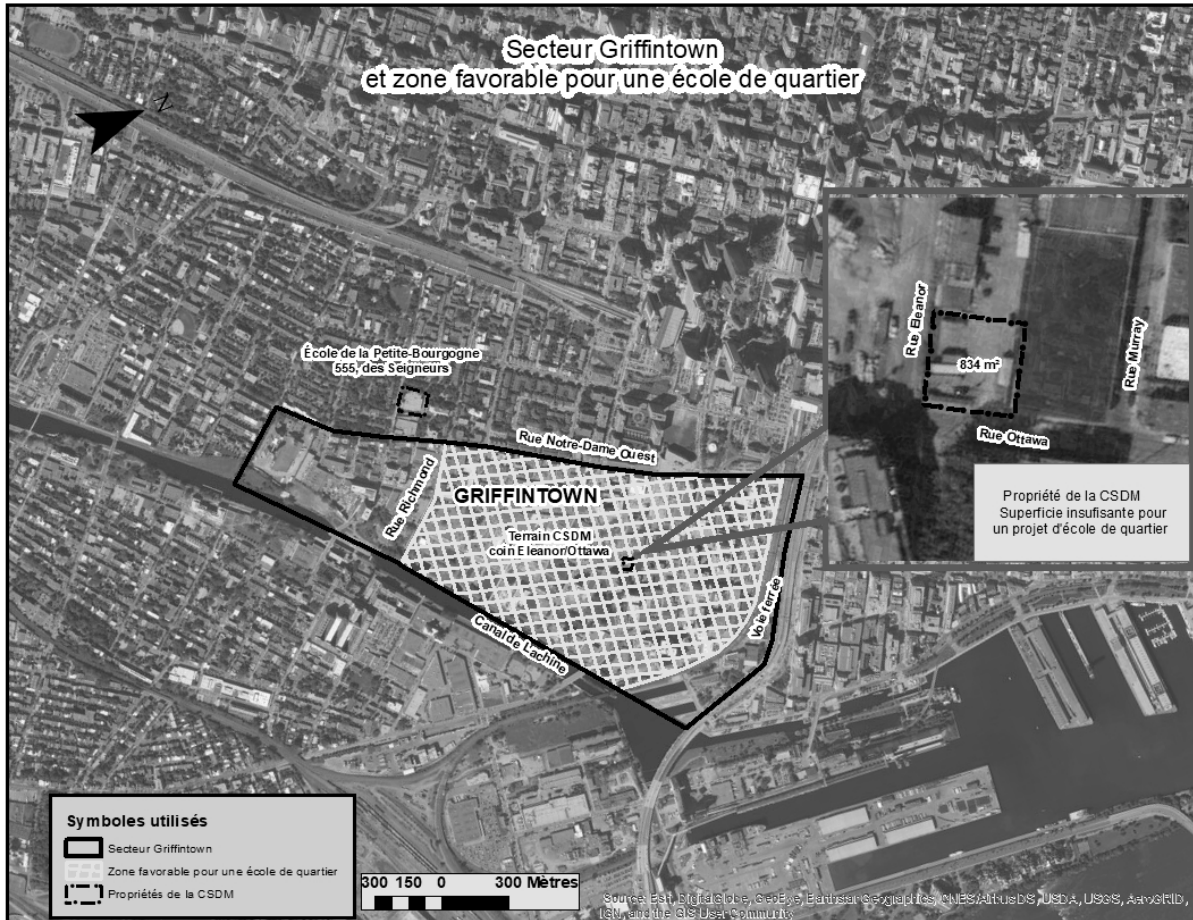 Secteur Griffintown
et zone favorable pour une école de quartier
N
École de la Petite-Bourgogne
555, des Seigneurs
Rue Notre-Dame Ouest
Rue Richmond
GRIFFINTOWN
Terrain CSDM
coin Eleanor/Ottawa
Canal de Lachine
Voie ferrée
Rue Eleanor
834 m²
Rue Murray
Rue Ottawa
Propriété de la CSDM
Superficie insufisante pour
un projet d'école de quartier
Symboles utilisés
Secteur Griffintown
Zone favorable pour une école de quartier
Propriétés de la CSDM
300 150 0 300 Mètres
Source: Esri, DigitalGlobe, GeoEye, Earthstar Geographics, CNES/Airbus DS, USDA, USGS, AeroGRID,
IGN, and the GIS User Community